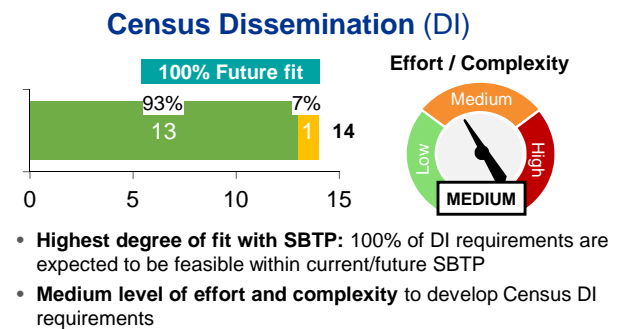 Census Dissemination (DI)
100% Future fit
Effort / Complexity
93% 7%
13 1 14
0 5 10 15
Low
Medium
High
MEDIUM
• Highest degree of fit with SBTP: 100% of DI requirements are
expected to be feasible within current/future SBTP
• Medium level of effort and complexity to develop Census DI
requirements